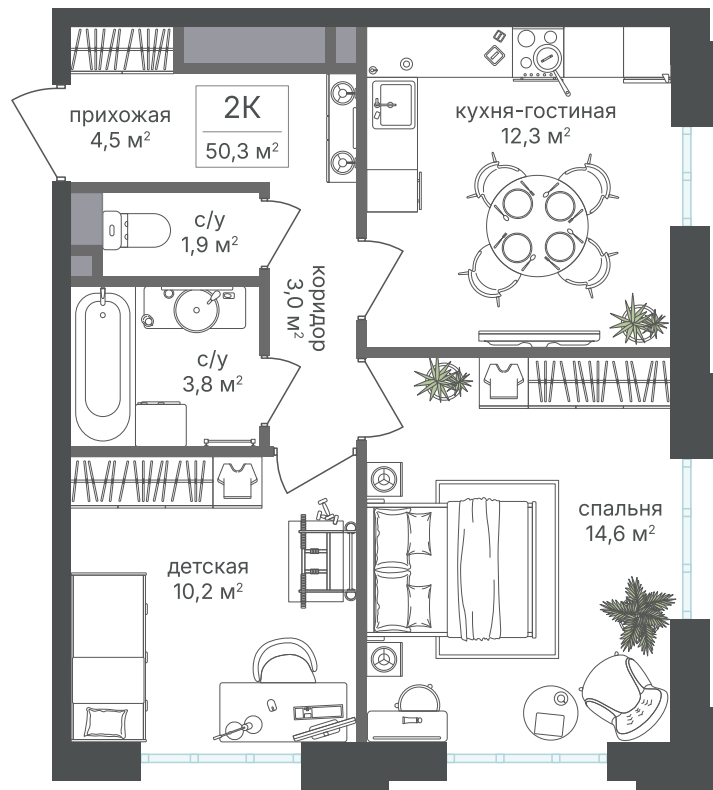 прихожая
4,5 м²
2К
50,3 м²
кухня-гостиная
12,3 м²
с/у
1,9 м²
коридор
3,0 м²
с/у
3,8 м²
спальня
14,6 м²
детская
10,2 м²